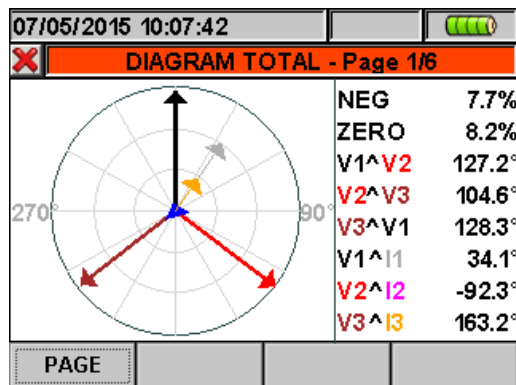 07/05/2015 10:07:42
DIAGRAM TOTAL - Page 1/6
NEG 7.7%
ZERO 8.2%
V1^V2 127.2°
V2^V3 104.6°
V3^V1 128.3°
V1^I1 34.1°
V2^I2 -92.3°
V3^I3 163.2°
270°
90°
PAGE